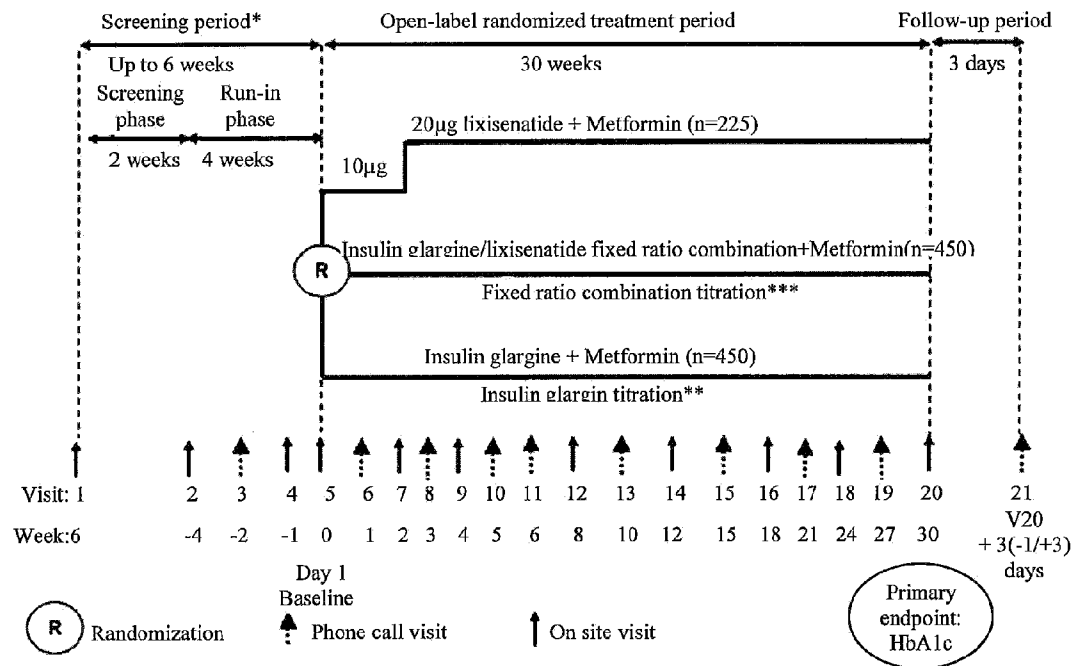 Screening period* Open-label randomized treatment period Follow-up period
Up to 6 weeks 30 weeks 3 days
Screening phase Run-in phase
2 weeks 4 weeks
20µg lixisenatide + Metformin (n=225)
10µg
Insulin glargine/lixisenatide fixed ratio combination+Metformin(n=450)
R
Fixed ratio combination titration***
Insulin glargine + Metformin (n=450)
Insulin glargin titration**
Visit: 1 2 3 4 5 6 7 8 9 10 11 12 13 14 15 16 17 18 19 20 21
Week:6 -4 -2 -1 0 1 2 3 4 5 6 8 10 12 15 18 21 24 27 30 V20 + 3(-1/+3) days
Day 1
Baseline
Primary endpoint: HbA1c
R Randomization Phone call visit On site visit